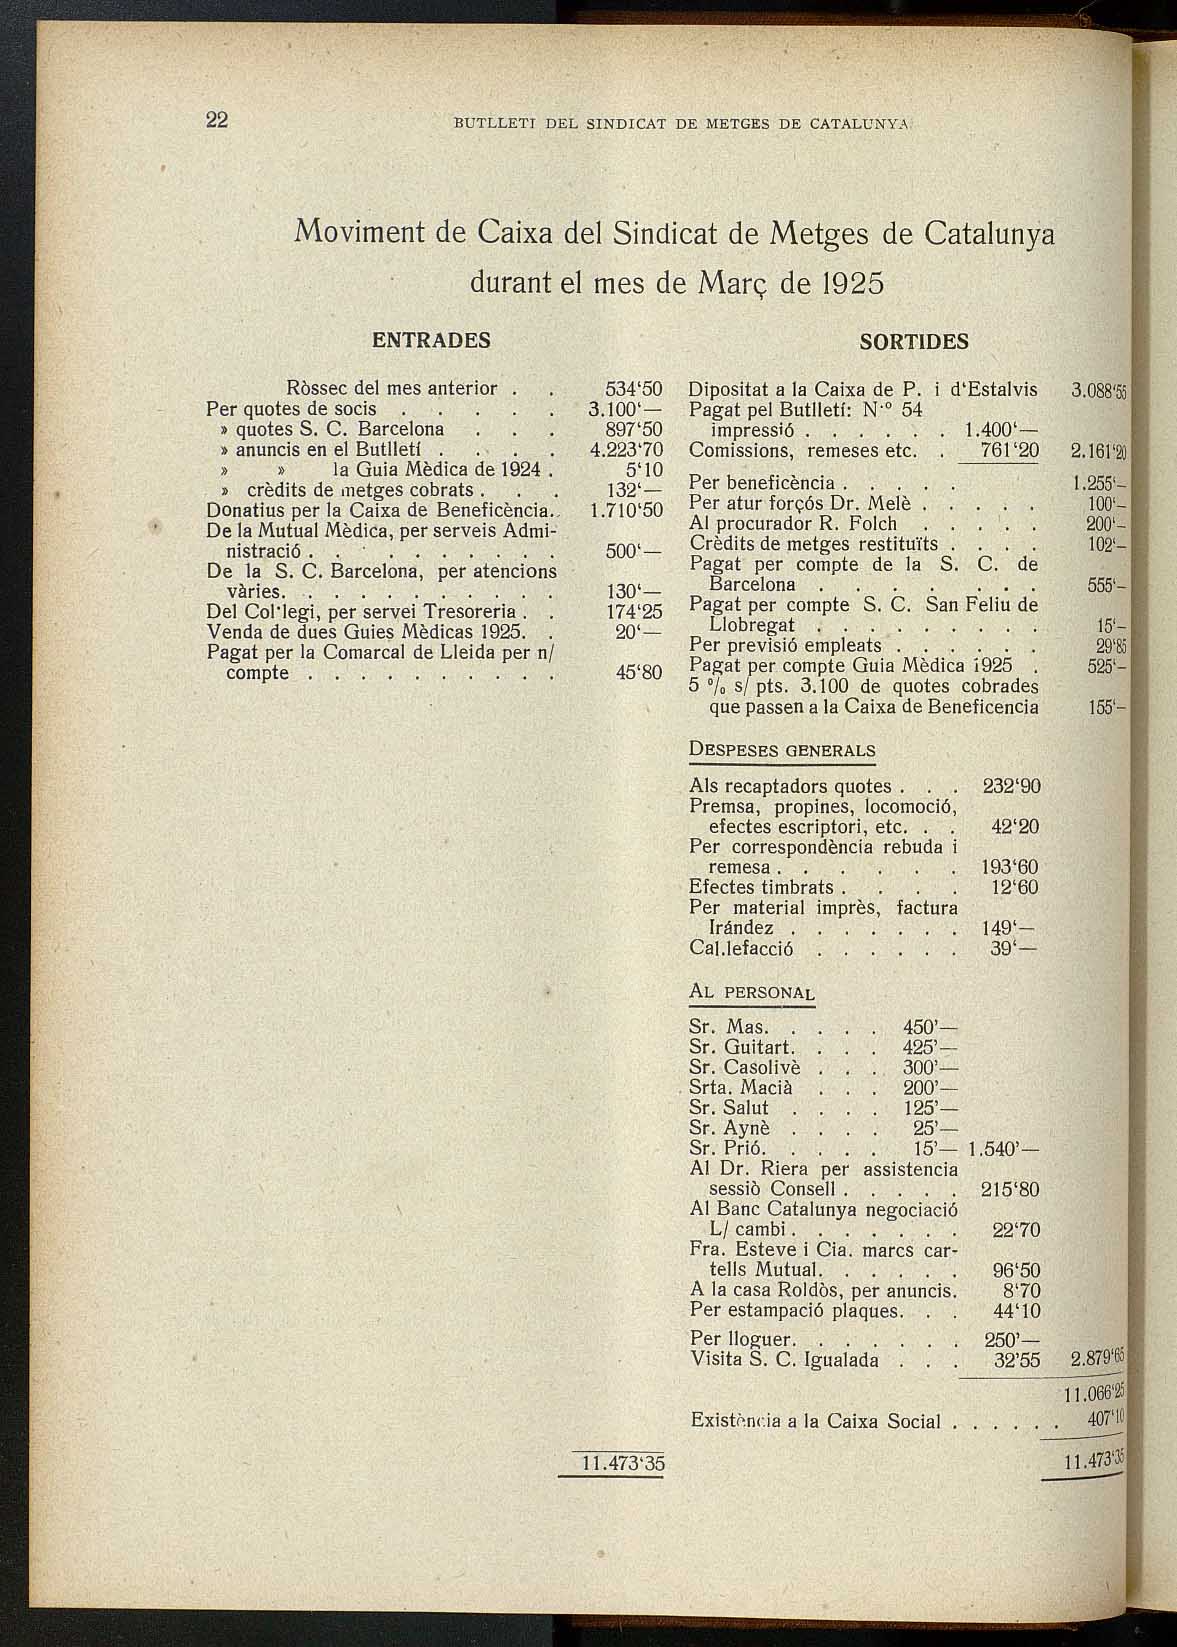 22
BUTLLETI DEL SINDICAT DE METGES DE CATALUNYA
Moviment de Caixa del Sindicat de Metges de Catalunya
durant el mes de Març de 1925
ENTRADES
Ròssec del mes anterior . . 534‘50
Per quotes de socis . . . . . . 3.100‘—
» quotes S. C. Barcelona . . . 897‘50
» anuncis en el Butlletí . . . . 4.223‘70
» » la Guia Mèdica de 1924 . 5‘10
» crèdits de metges cobrats . . . 132‘—
Donatius per la Caixa de Beneficència. . 1.710‘50
De la Mutual Mèdica, per serveis Admi-
nistració . . . . . . . . . . 500‘—
De la S. C. Barcelona, per atencions
vàries. . . . . . . . . . . 130‘—
Del Col·legi, per servei Tresoreria . . 174‘25
Venda de dues Guies Mèdicas 1925. . 20‘—
Pagat per la Comarcal de Lleida per n/
compte . . . . . . . . . . 45‘80
11.473‘35
SORTIDES
Dipositat a la Caixa de P. i d‘Estalvis 3.088‘55
Pagat pel Butlletí: N.º 54
impressió . . . . . . 1.400‘—
Comissions, remeses etc. . 761‘20 2.161‘20
Per beneficència . . . . . 1.255‘–
Per atur forçós Dr. Melè . . . . . 100‘–
Al procurador R. Folch . . . . . 200‘–
Crèdits de metges restituïts . . . . 102‘–
Pagat per compte de la S. C. de
Barcelona . . . . . . . . . 555‘–
Pagat per compte S. C. San Feliu de
Llobregat . . . . . . . . . 15‘–
Per previsió empleats . . . . . . 29‘85
Pagat per compte Guia Mèdica 1925 . 525‘–
5 % s/ pts. 3.100 de quotes cobrades
que passen a la Caixa de Beneficencia 155‘–
DESPESES GENERALS
Als recaptadors quotes . . . 232‘90
Premsa, propines, locomoció,
efectes escriptori, etc. . . 42‘20
Per correspondència rebuda i
remesa . . . . . . . 193‘60
Efectes timbrats . . . . 12‘60
Per material imprès, factura
Irández . . . . . . . 149‘—
Cal.lefacció . . . . . . 39‘—
AL PERSONAL
Sr. Mas. . . . . 450’—
Sr. Guitart. . . . 425’—
Sr. Casolivè . . . 300’—
Srta. Macià . . . 200’—
Sr. Salut . . . . 125’—
Sr. Aynè . . . . 25’—
Sr. Prió. . . . . 15’— 1.540’—
Al Dr. Riera per assistencia
sessiò Consell . . . . . 215‘80
Al Banc Catalunya negociació
L/ cambi . . . . . . . 22‘70
Fra. Esteve i Cia. marcs car-
tells Mutual. . . . . . 96‘50
A la casa Roldòs, per anuncis. 8‘70
Per estampació plaques. . . 44‘10
Per lloguer. . . . . . . 250’—
Visita S. C. Igualada . . . 32’55 2.879‘65
11.066‘25
Existència a la Caixa Social . . . . . . 407‘10
11.473‘35